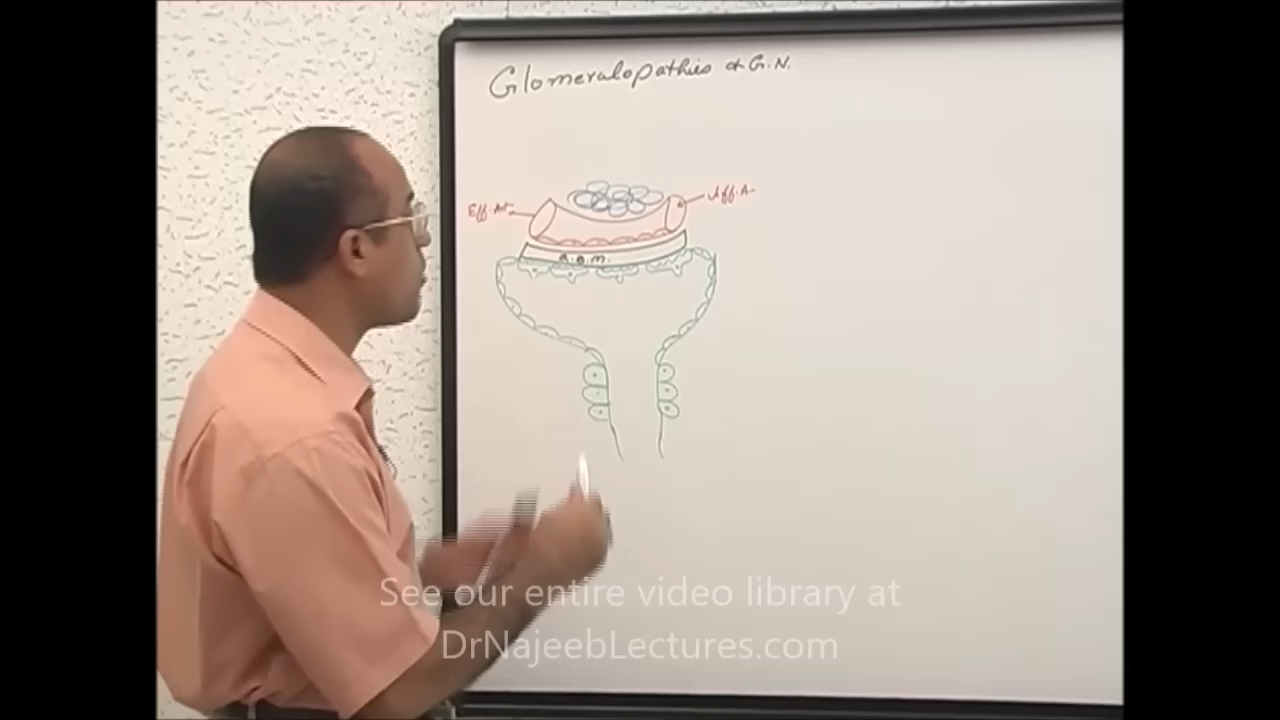 Glomerulopathies & G.N.
Eff. Art
Aff. A.
G.B.M.
See our entire video library at
DrNajeebLectures.com